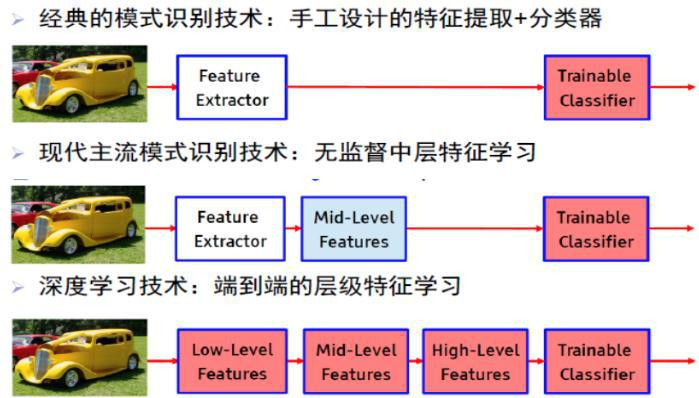 经典的模式识别技术：手工设计的特征提取+分类器
Feature Extractor
Trainable Classifier
现代主流模式识别技术：无监督中层特征学习
Feature Extractor
Mid-Level Features
Trainable Classifier
深度学习技术：端到端的层级特征学习
Low-Level Features
Mid-Level Features
High-Level Features
Trainable Classifier